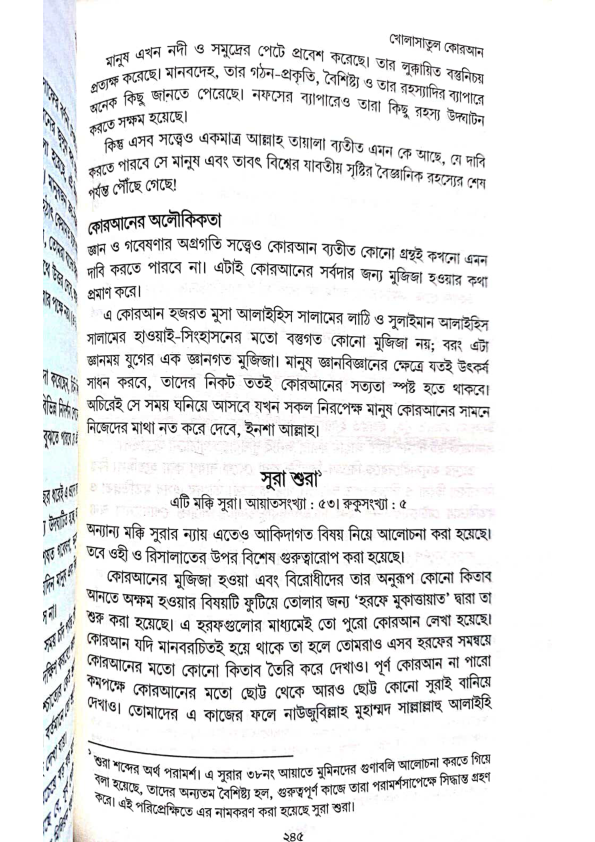 খোলাসাতুল কোরআন
মানুষ এখন নদী ও সমুদ্রের পেটে প্রবেশ করেছে। তার লুক্কায়িত বস্তুনিচয়
প্রত্যক্ষ করেছে। মানবদেহ, তার গঠন-প্রকৃতি, বৈশিষ্ট্য ও তার রহস্যাদির ব্যাপারে
অনেক কিছু জানতে পেরেছে। নফসের ব্যাপারেও তারা কিছু রহস্য উদ্ঘাটন
করতে সক্ষম হয়েছে।
কিন্তু এসব সত্ত্বেও একমাত্র আল্লাহ তায়ালা ব্যতীত এমন কে আছে, যে দাবি
করতে পারবে সে মানুষ এবং তাবৎ বিশ্বের যাবতীয় সৃষ্টির বৈজ্ঞানিক রহস্যের শেষ
পর্যন্ত পৌঁছে গেছে!
কোরআনের অলৌকিকতা
জ্ঞান ও গবেষণার অগ্রগতি সত্ত্বেও কোরআন ব্যতীত কোনো গ্রন্থই কখনো এমন
দাবি করতে পারবে না। এটাই কোরআনের সর্বদার জন্য মুজিজা হওয়ার কথা
প্রমাণ করে।
এ কোরআন হজরত মুসা আলাইহিস সালামের লাঠি ও সুলাইমান আলাইহিস
সালামের হাওয়াই-সিংহাসনের মতো বস্তুগত কোনো মুজিজা নয়; বরং এটা
জ্ঞানময় যুগের এক জ্ঞানগত মুজিজা। মানুষ জ্ঞানবিজ্ঞানের ক্ষেত্রে যতই উৎকর্ষ
সাধন করবে, তাদের নিকট ততই কোরআনের সত্যতা স্পষ্ট হতে থাকবে।
অচিরেই সে সময় ঘনিয়ে আসবে যখন সকল নিরপেক্ষ মানুষ কোরআনের সামনে
নিজেদের মাথা নত করে দেবে, ইনশা আল্লাহ।
সুরা শুরা১
এটি মক্কি সুরা। আয়াতসংখ্যা : ৫৩। রুকুসংখ্যা : ৫
অন্যান্য মক্কি সুরার ন্যায় এতেও আকিদাগত বিষয় নিয়ে আলোচনা করা হয়েছে।
তবে ওহী ও রিসালাতের উপর বিশেষ গুরুত্বারোপ করা হয়েছে।
কোরআনের মুজিজা হওয়া এবং বিরোধীদের তার অনুরূপ কোনো কিতাব
আনতে অক্ষম হওয়ার বিষয়টি ফুটিয়ে তোলার জন্য ‘হরফে মুকাত্তায়াত’ দ্বারা তা
শুরু করা হয়েছে। এ হরফগুলোর মাধ্যমেই তো পুরো কোরআন লেখা হয়েছে।
কোরআন যদি মানবরচিতই হয়ে থাকে তা হলে তোমরাও এসব হরফের সমন্বয়ে
কোরআনের মতো কোনো কিতাব তৈরি করে দেখাও। পূর্ণ কোরআন না পারো
কমপক্ষে কোরআনের মতো ছোট্ট থেকে আরও ছোট্ট কোনো সুরাই বানিয়ে
দেখাও। তোমাদের এ কাজের ফলে নাউজুবিল্লাহ মুহাম্মদ সাল্লাল্লাহু আলাইহি
১ শুরা শব্দের অর্থ পরামর্শ। এ সুরার ৩৮নং আয়াতে মুমিনদের গুণাবলি আলোচনা করতে গিয়ে
বলা হয়েছে, তাদের অন্যতম বৈশিষ্ট্য হল, গুরুত্বপূর্ণ কাজে তারা পরামর্শসাপেক্ষে সিদ্ধান্ত গ্রহণ
করে। এই পরিপ্রেক্ষিতে এর নামকরণ করা হয়েছে সুরা শুরা।
২৪৫